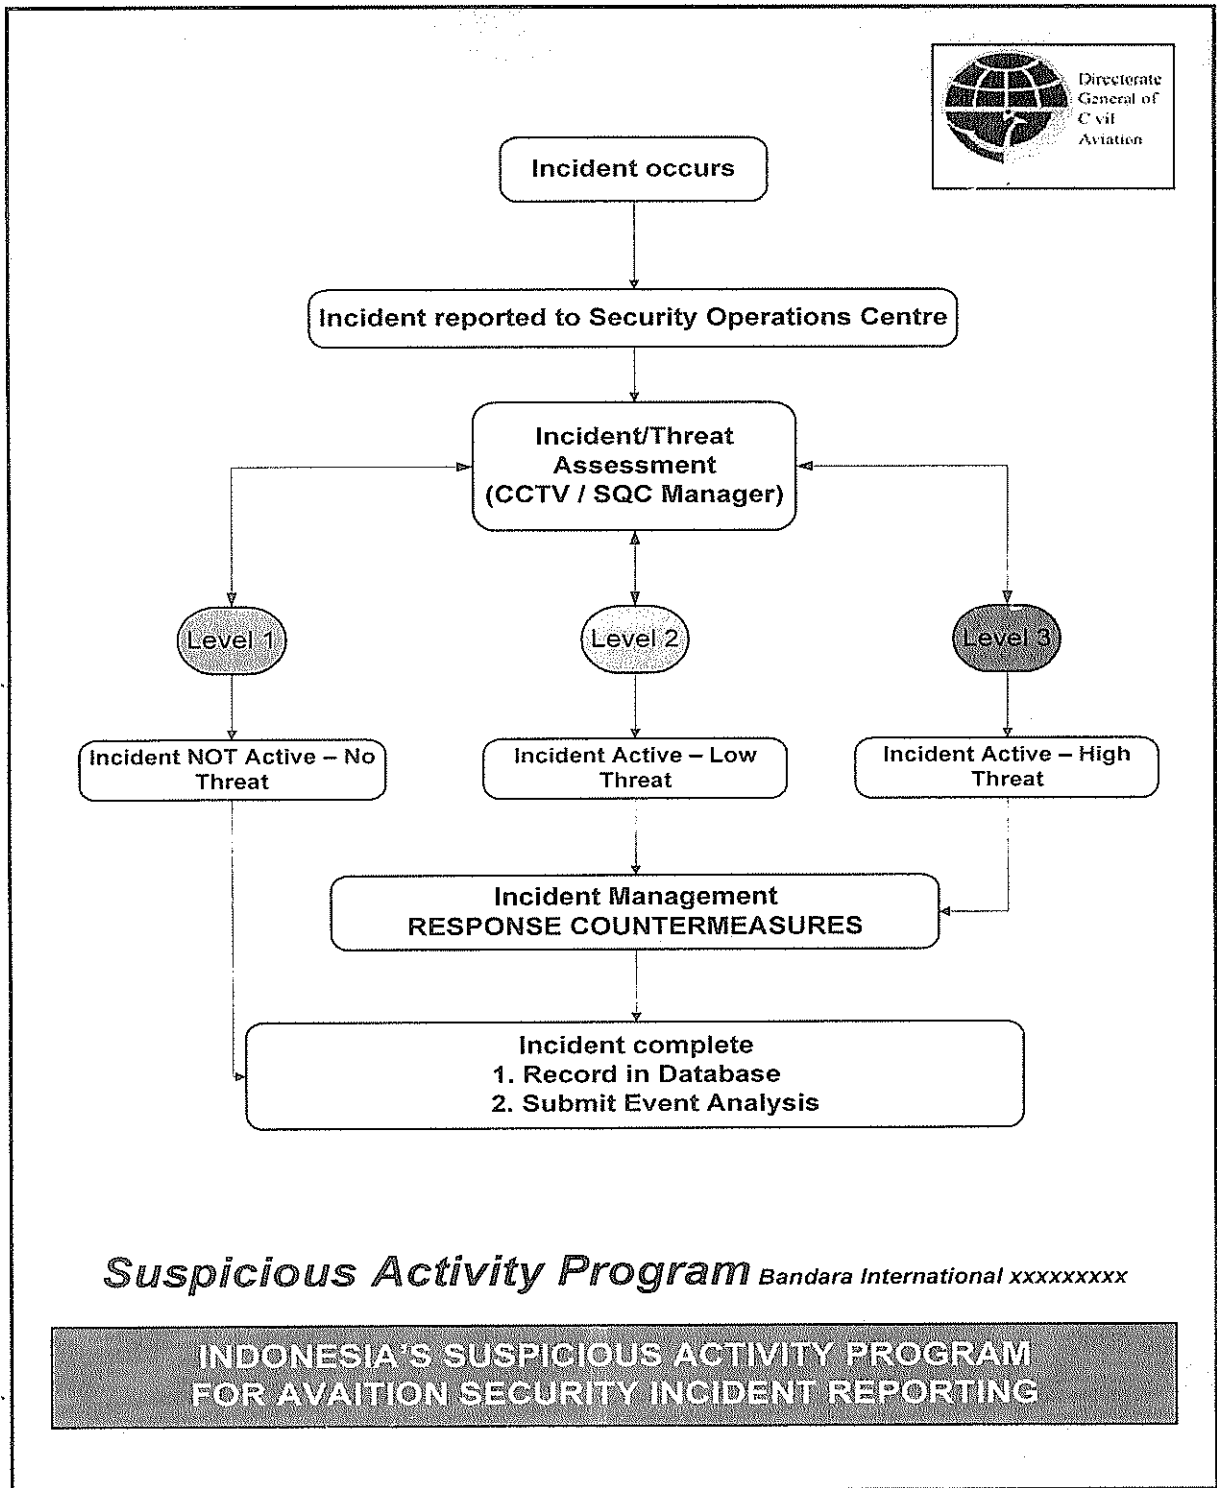 Directorate
General of
Civil
Aviation
Incident occurs
Incident reported to Security Operations Centre
Incident/Threat
Assessment
(CCTV / SQC Manager)
Level 1
Level 2
Level 3
Incident NOT Active – No
Threat
Incident Active – Low
Threat
Incident Active – High
Threat
Incident Management
RESPONSE COUNTERMEASURES
Incident complete
1. Record in Database
2. Submit Event Analysis
Suspicious Activity Program Bandara International xxxxxxxxx
INDONESIA'S SUSPICIOUS ACTIVITY PROGRAM
FOR AVAITION SECURITY INCIDENT REPORTING